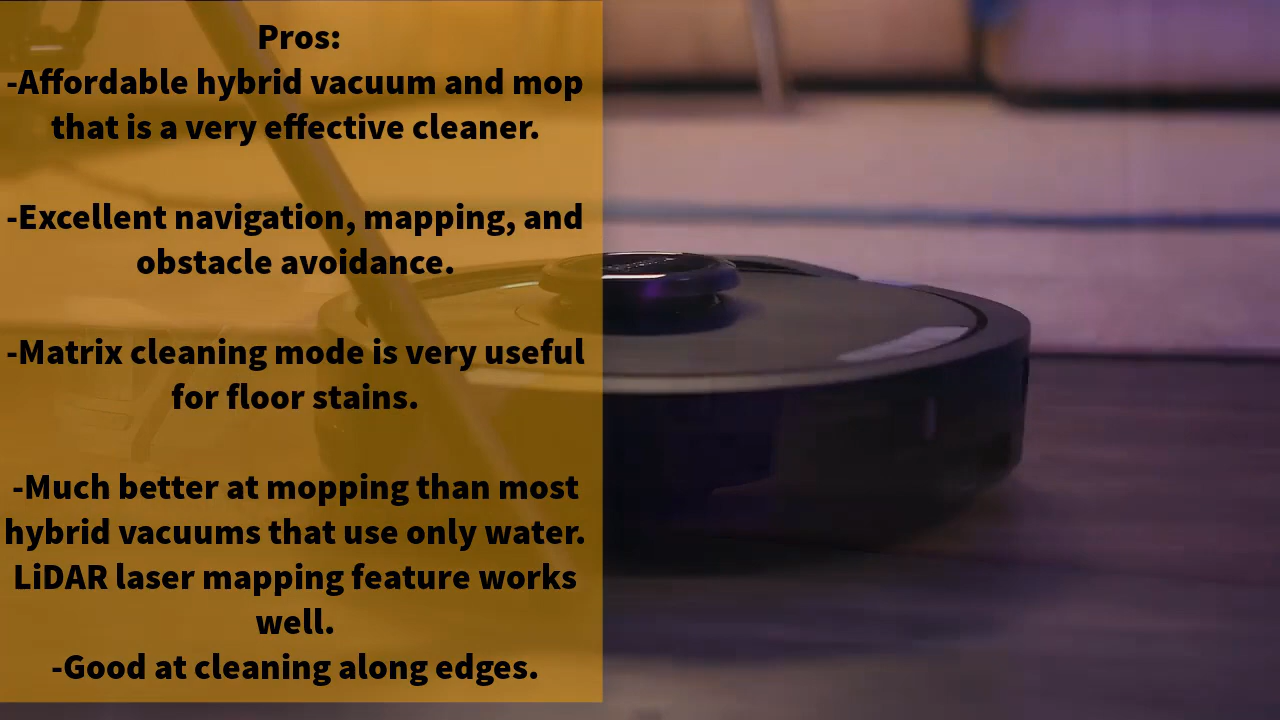 Pros:
-Affordable hybrid vacuum and mop
that is a very effective cleaner.
-Excellent navigation, mapping, and
obstacle avoidance.
-Matrix cleaning mode is very useful
for floor stains.
-Much better at mopping than most
hybrid vacuums that use only water.
LiDAR laser mapping feature works
well.
-Good at cleaning along edges.